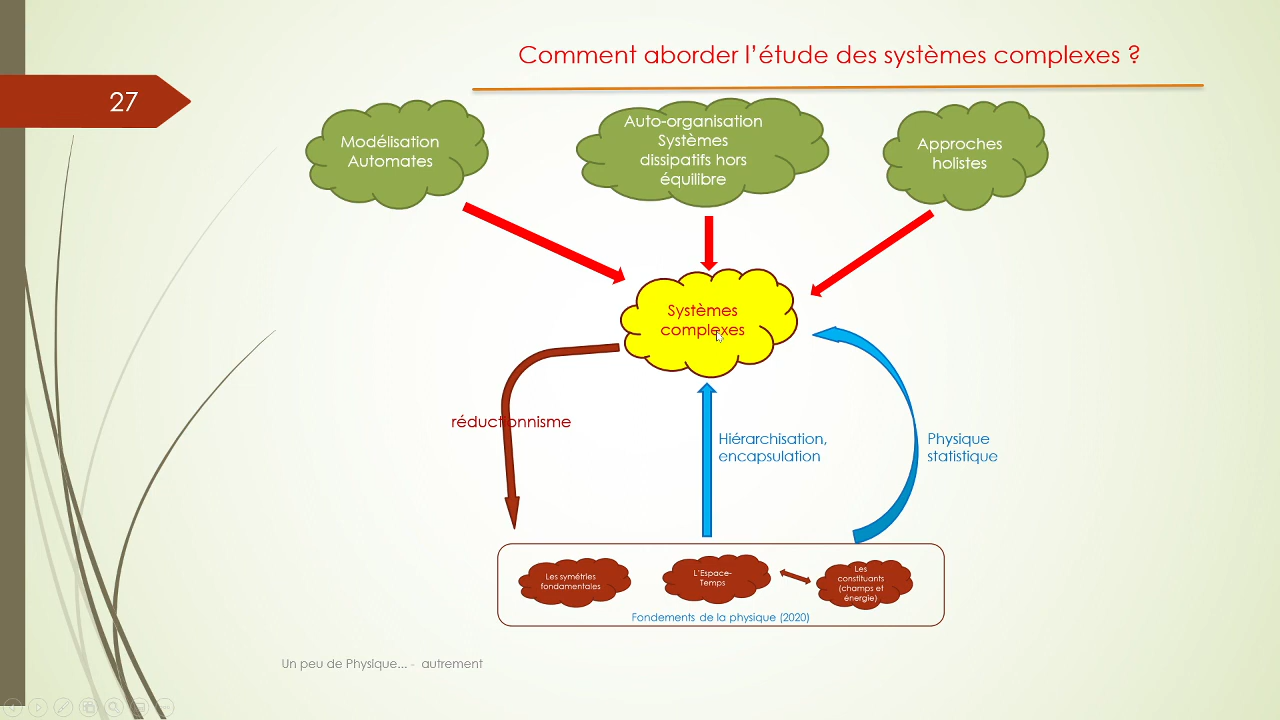 Comment aborder l'étude des systèmes complexes ?
27
Modélisation
Automates
Auto-organisation
Systèmes
dissipatifs hors
équilibre
Approches
holistes
Systèmes
complexes
réductionnisme
Hiérarchisation,
encapsulation
Physique
statistique
Les symétries
fondamentales
L'Espace-
Temps
Les
constituants
(champs et
énergie)
Fondements de la physique (2020)
Un peu de Physique... - autrement